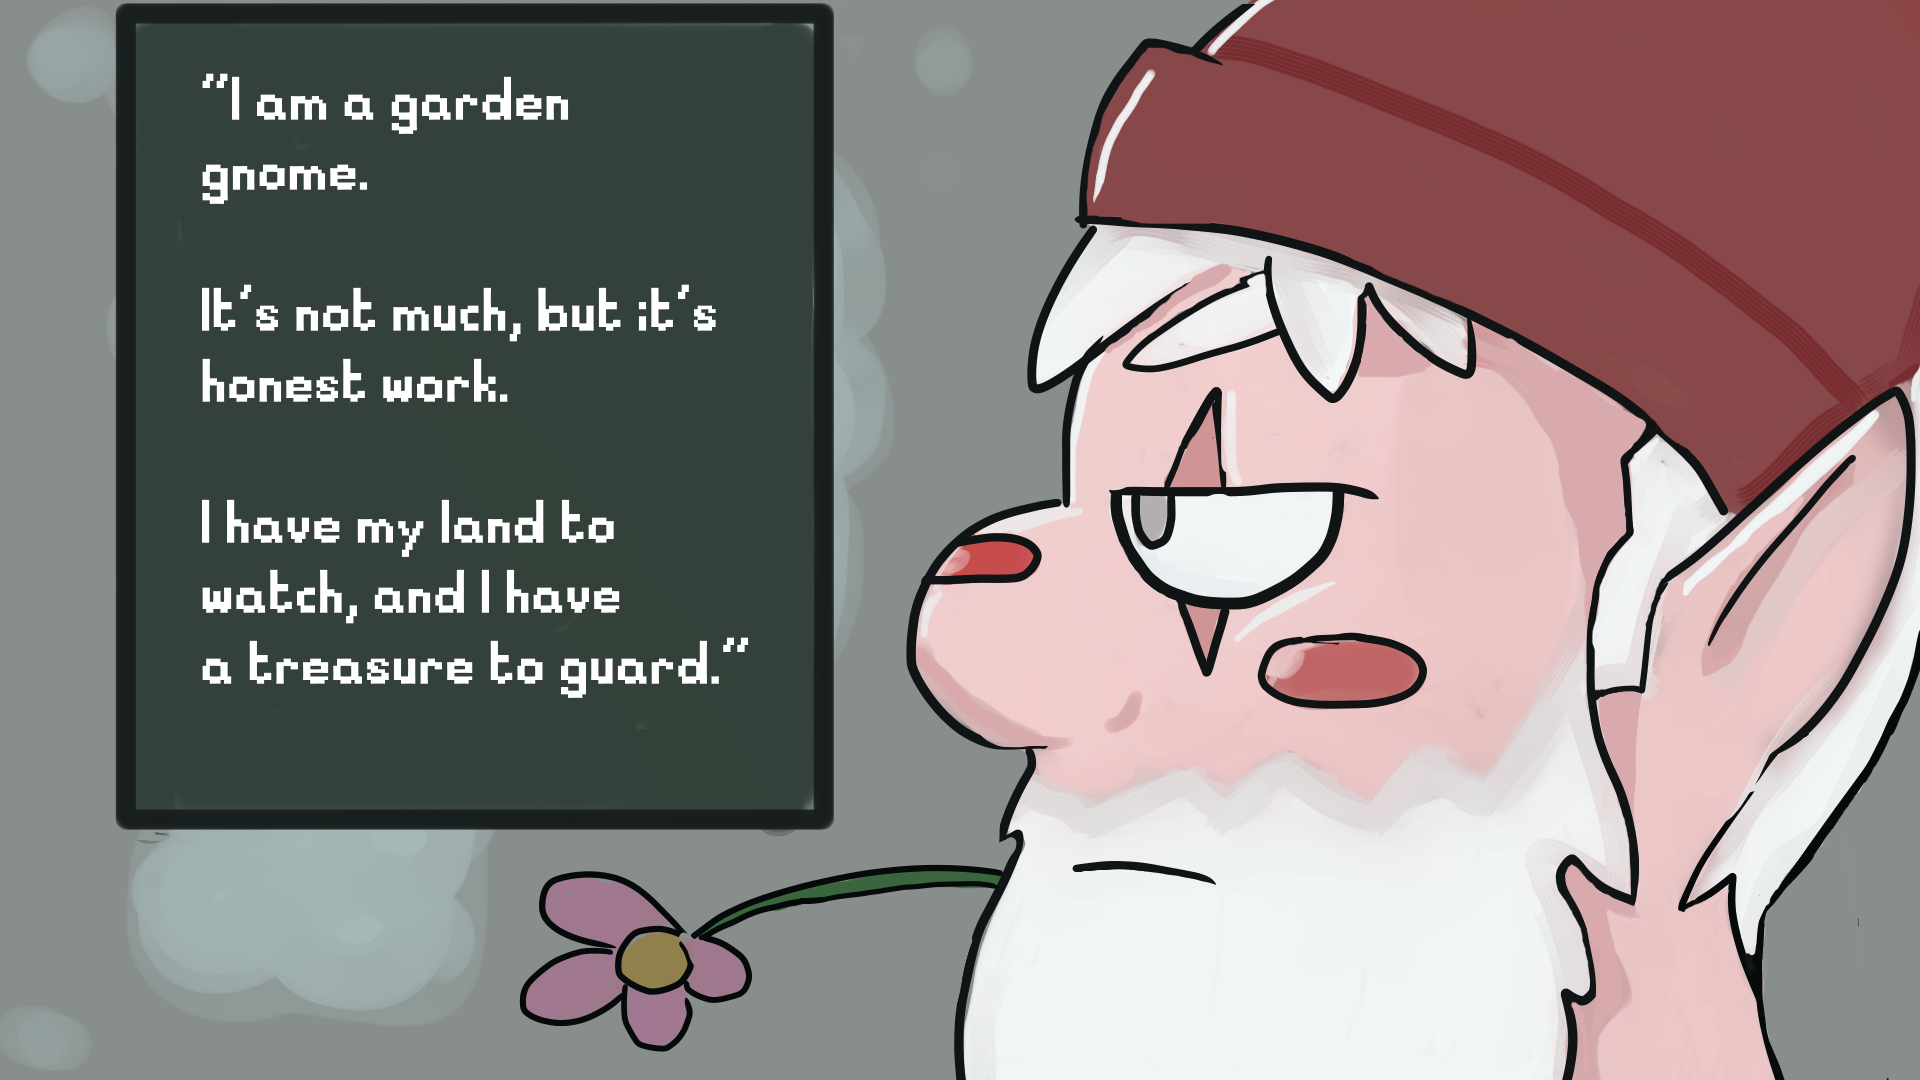 “I am a garden
gnome.
It's not much, but it's
honest work.
I have my land to
watch, and I have
a treasure to guard.”